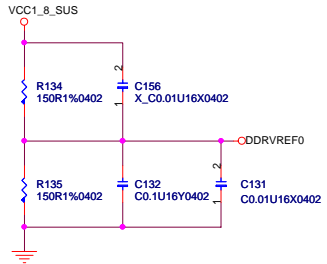 VCC1_8_SUS
2
R134
150R1%0402
C156
X_C0.01U16X0402
1
DDRVREF0
2
2
R135
150R1%0402
C132
C0.1U16Y0402
C131
C0.01U16X0402
1